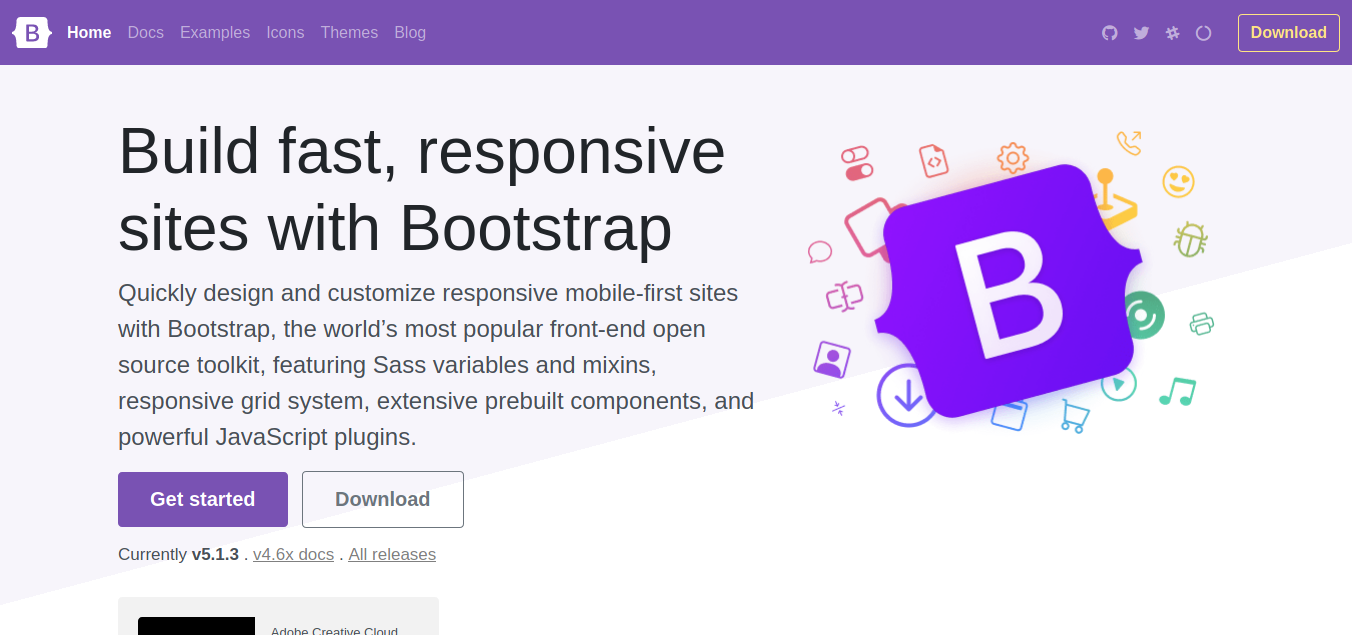 B Home Docs Examples Icons Themes Blog Download
Build fast, responsive
sites with Bootstrap
B
Quickly design and customize responsive mobile-first sites
with Bootstrap, the world’s most popular front-end open
source toolkit, featuring Sass variables and mixins,
responsive grid system, extensive prebuilt components, and
powerful JavaScript plugins.
Get started Download
Currently v5.1.3 . v4.6x docs . All releases
Adobe Creative Cloud